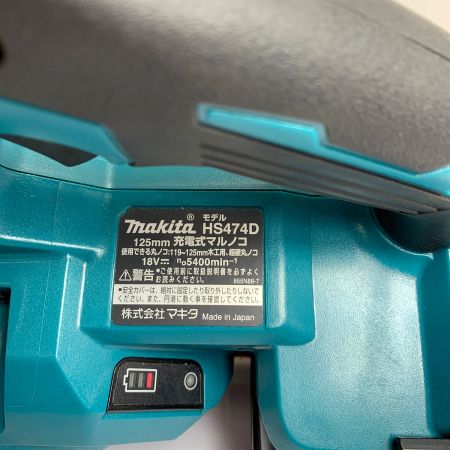 makita® モデル HS474D
125mm 充電式マルノコ
使用できる丸ノコ:119~125mm木工用、超硬丸ノコ
18V⎓ n₀5400min⁻¹
⚠警告 •ご使用前に取扱説明書をよくお読みください。
855N86-7
•安全カバーは、絶対に固定したり取り外したりしないでください。また、円滑に動く事を確認してください。
株式会社マキタ Made in Japan